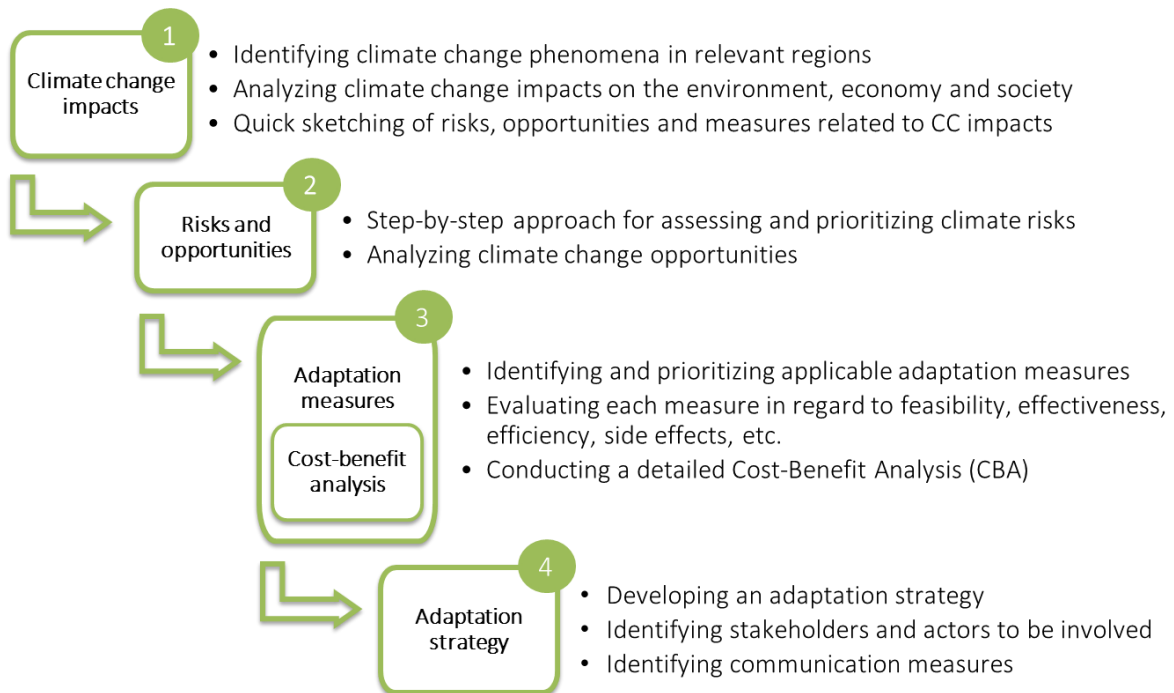 1
Climate change
impacts
• Identifying climate change phenomena in relevant regions
• Analyzing climate change impacts on the environment, economy and society
• Quick sketching of risks, opportunities and measures related to CC impacts
2
Risks and
opportunities
• Step-by-step approach for assessing and prioritizing climate risks
• Analyzing climate change opportunities
3
Adaptation
measures
Cost-benefit
analysis
• Identifying and prioritizing applicable adaptation measures
• Evaluating each measure in regard to feasibility, effectiveness,
efficiency, side effects, etc.
• Conducting a detailed Cost-Benefit Analysis (CBA)
4
Adaptation
strategy
• Developing an adaptation strategy
• Identifying stakeholders and actors to be involved
• Identifying communication measures